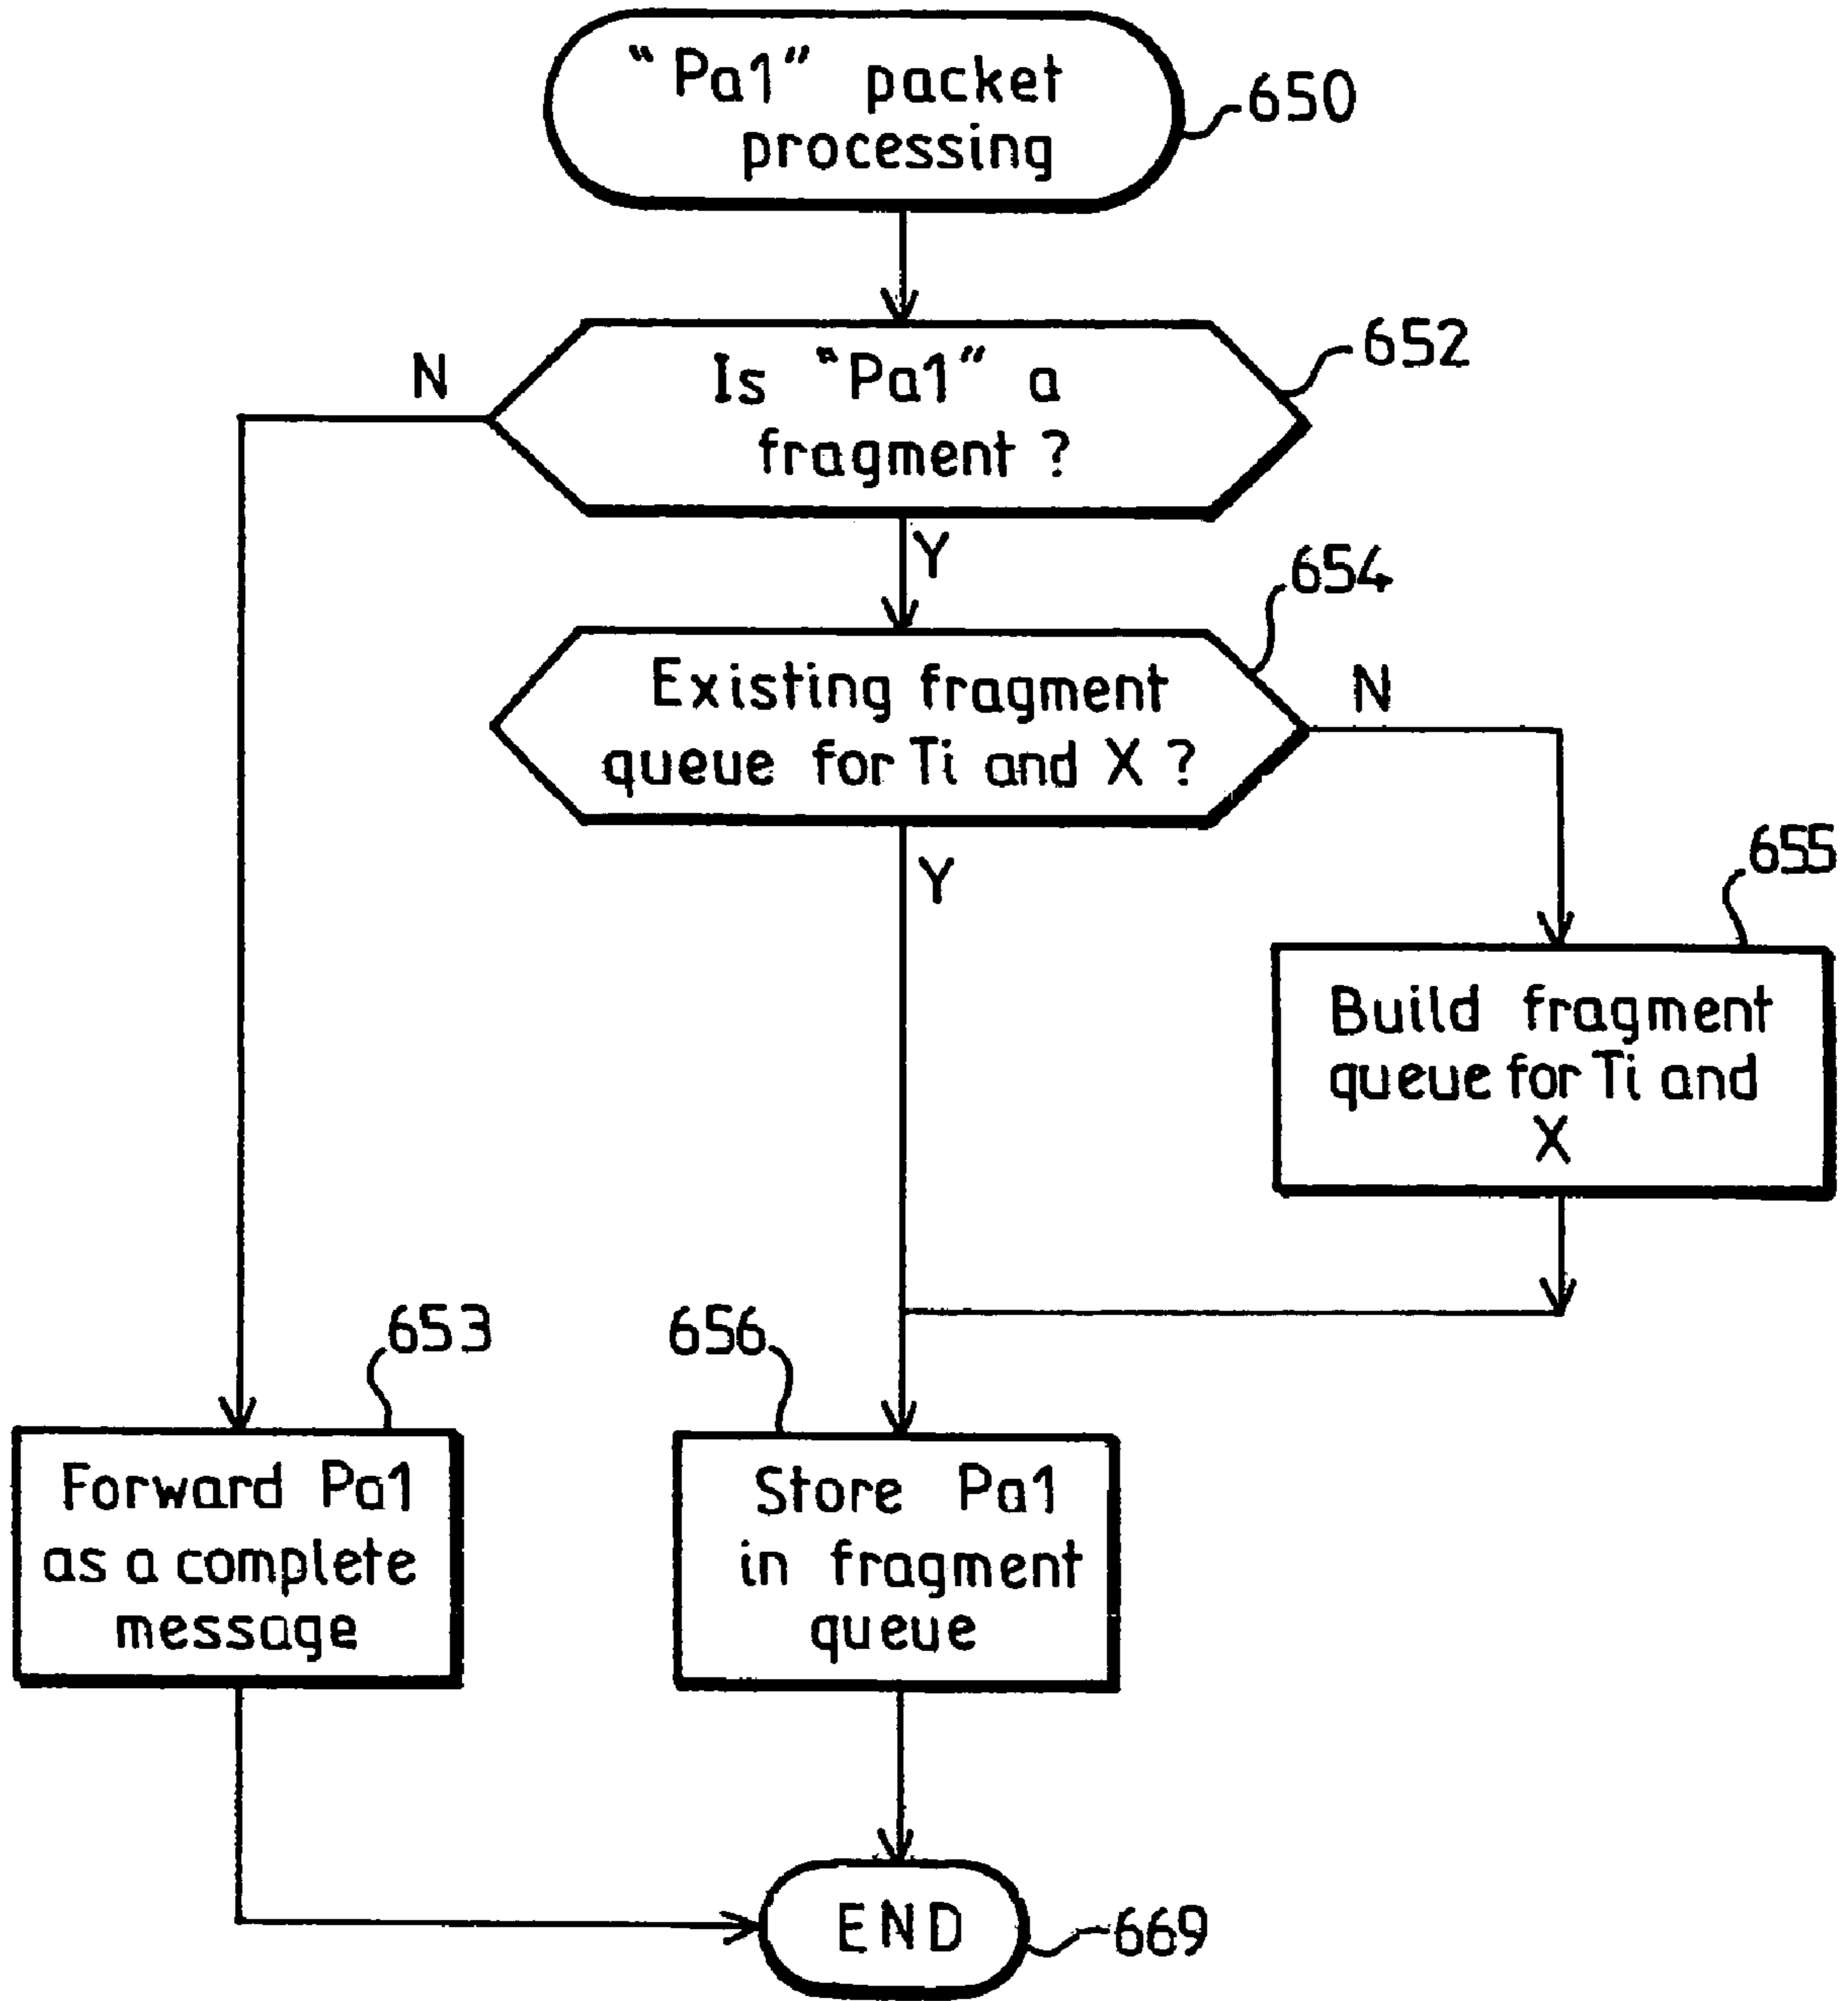 “Pa1” packet
processing
650
Is “Pa1” a
fragment ?
652
N
Y
654
Existing fragment
queue for Ti and X ?
N
Y
655
Build fragment
queue for Ti and
X
653
656
Forward Pa1
as a complete
message
Store Pa1
in fragment
queue
END
669